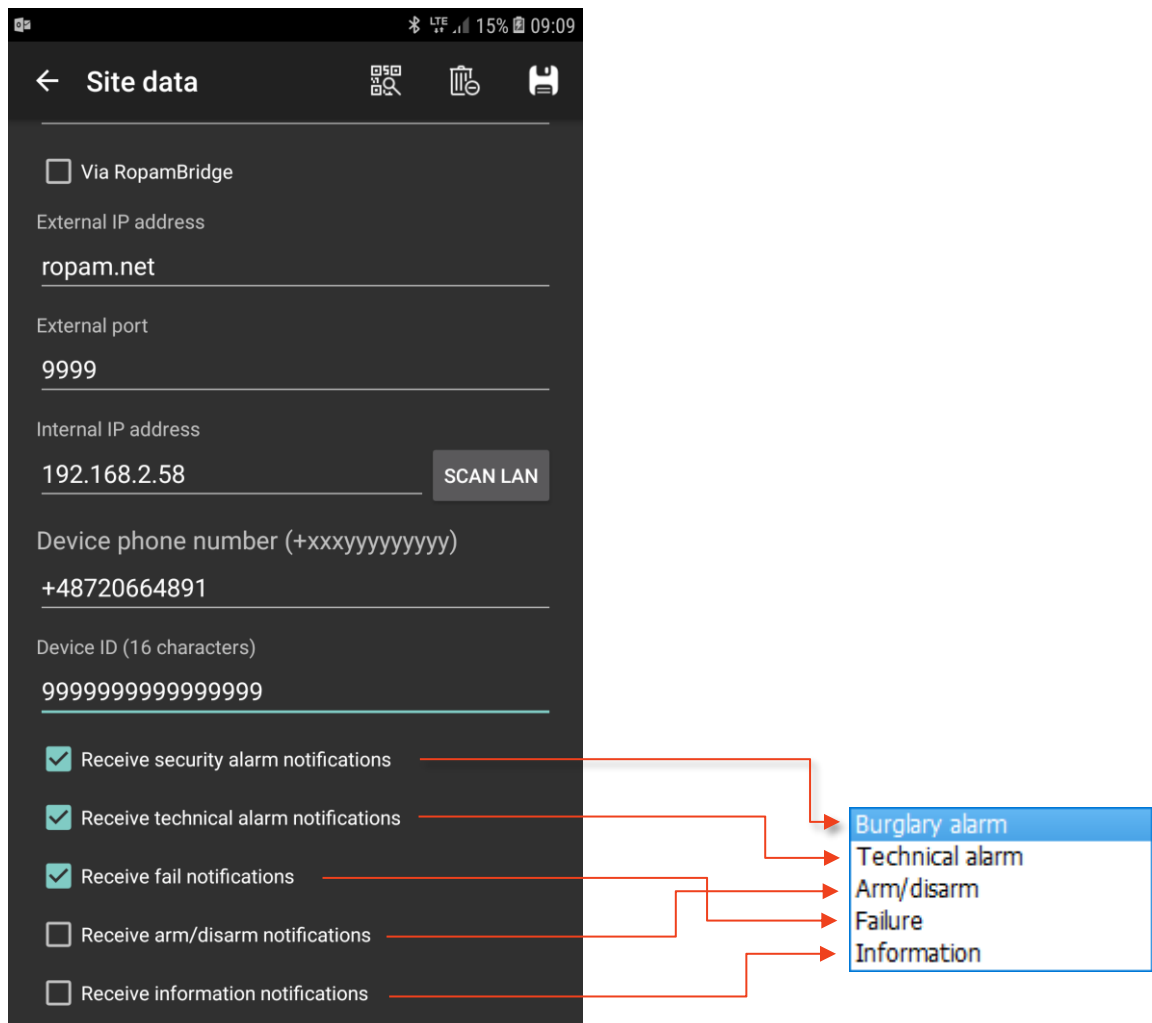 LTE 15% 09:09
Site data
Via RopamBridge
External IP address
ropam.net
External port
9999
Internal IP address
192.168.2.58
SCAN LAN
Device phone number (+xxxyyyyyyyyy)
+48720664891
Device ID (16 characters)
9999999999999999
Receive security alarm notifications
Receive technical alarm notifications
Receive fail notifications
Receive arm/disarm notifications
Receive information notifications
Burglary alarm
Technical alarm
Arm/disarm
Failure
Information